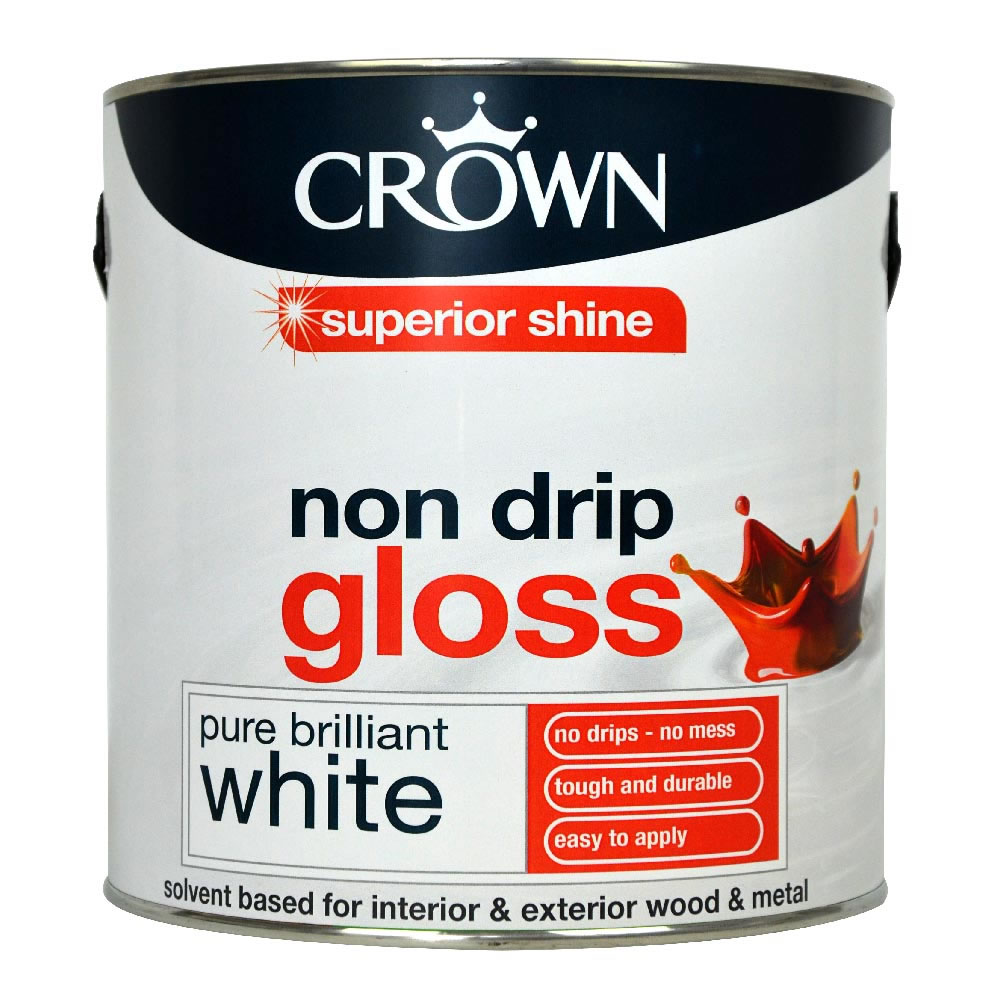 CROWN
superior shine
non drip
gloss
pure brilliant
white
no drips - no mess
tough and durable
easy to apply
solvent based for interior & exterior wood & metal